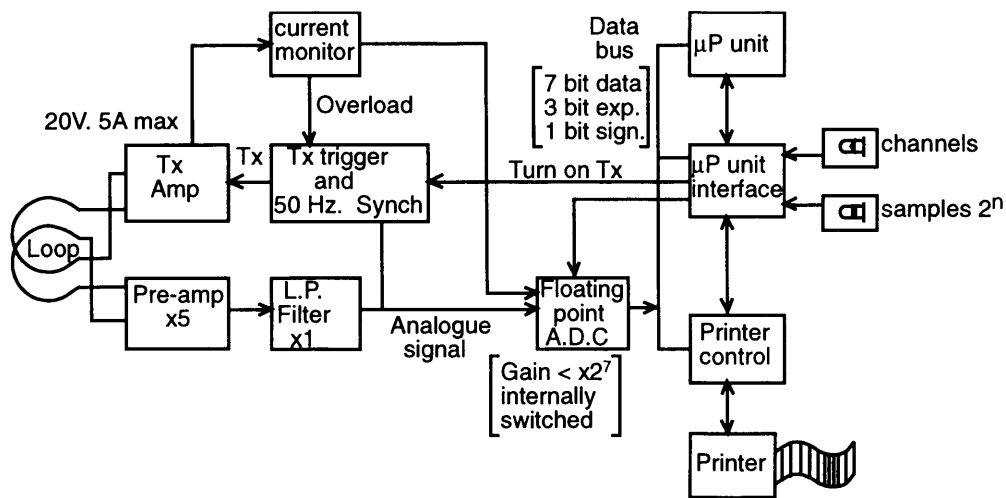 current
monitor
Data
bus
μP unit
7 bit data
3 bit exp.
1 bit sign.
Overload
20V. 5A max
Tx
Amp
Tx
Tx trigger
and
50 Hz. Synch
Turn on Tx
μP unit
interface
channels
samples 2ⁿ
Loop
Pre-amp
x5
L.P.
Filter
x1
Analogue
signal
Floating
point
A.D.C
Gain < x2⁷
internally
switched
Printer
control
Printer